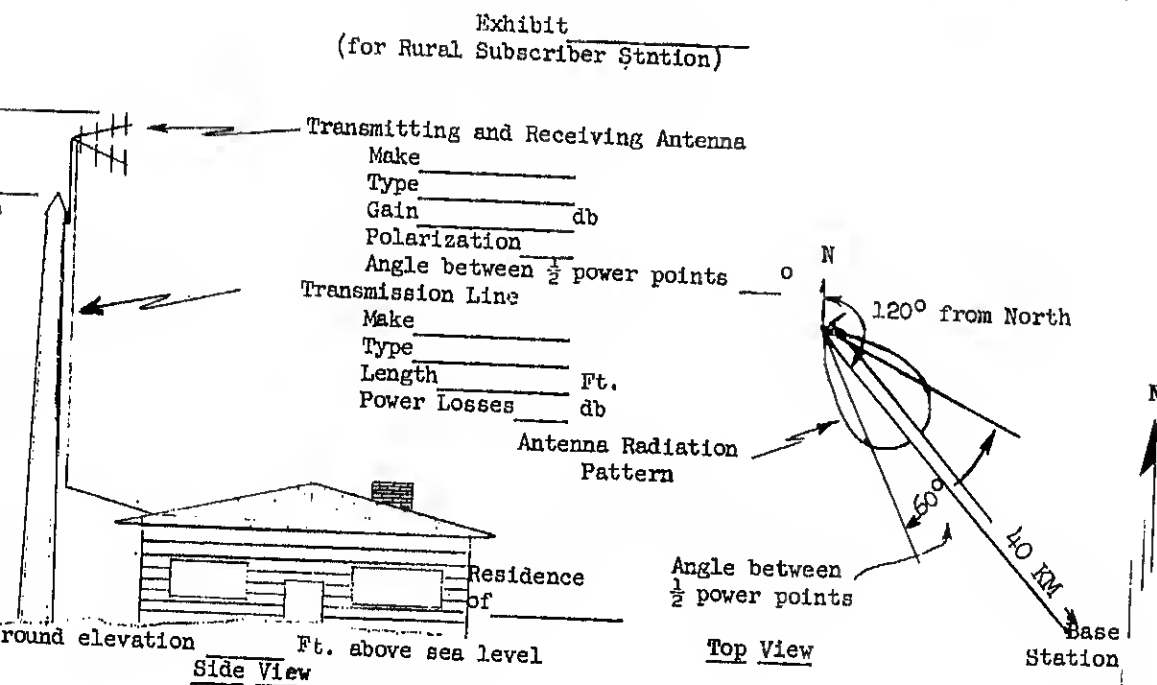 Exhibit
(for Rural Subscriber Stntion)
Transmitting and Receiving Antenna
Make
Type
Gain db
Polarization
Angle between ½ power points o
Transmission Line
Make
Type
Length Ft.
Power Losses db
N
120° from North
Antenna Radiation
Pattern
60°
40 KM
Angle between
½ power points
Base
Station
Top View
N
Residence
of
round elevation Ft. above sea level
Side View